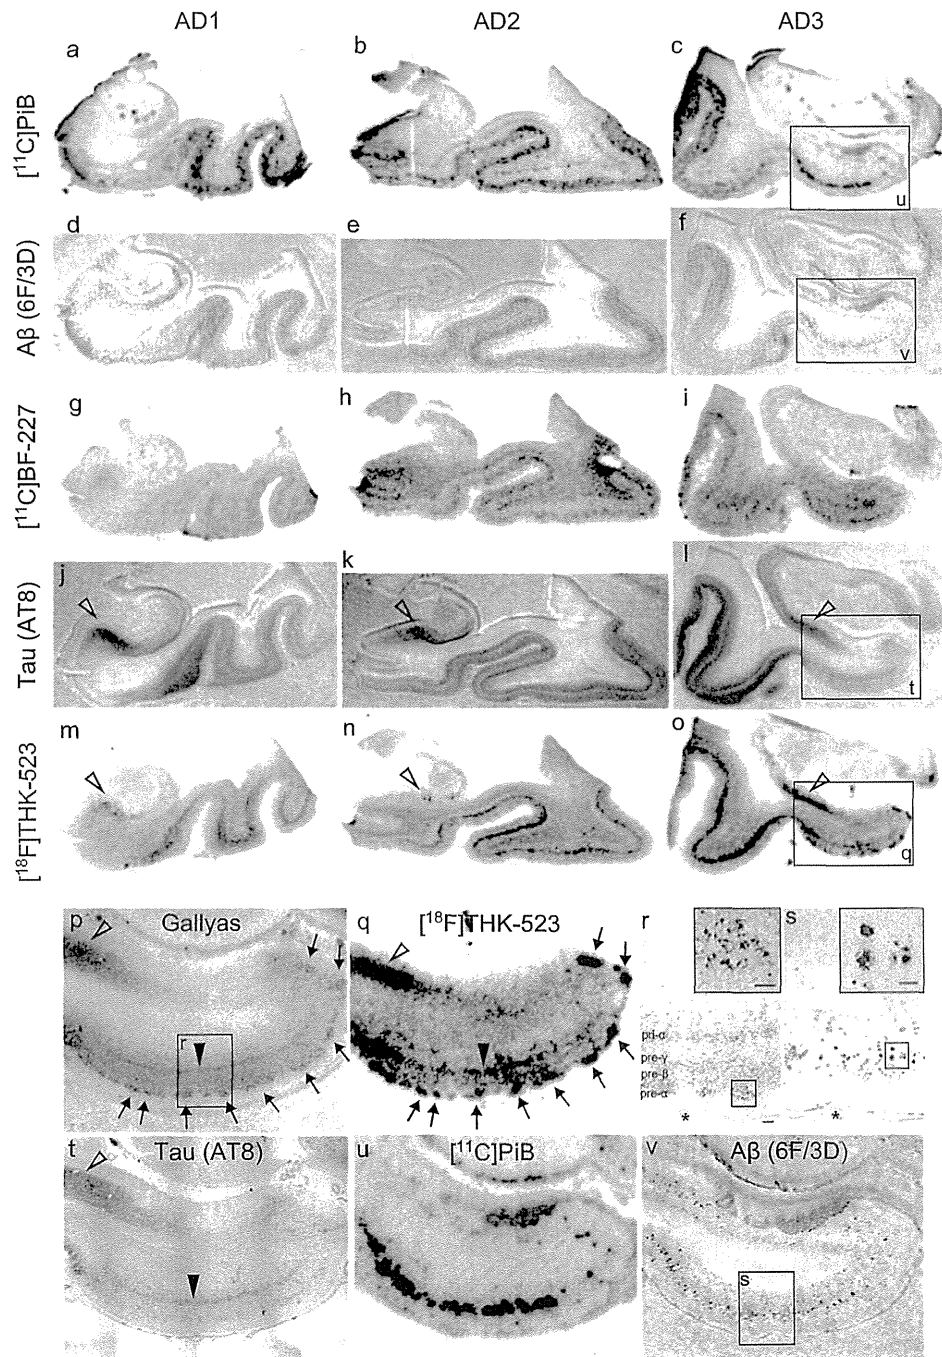 AD1 AD2 AD3
[¹¹C]PiB
a b c
u
Aβ (6F/3D)
d e f
v
[¹¹C]BF-227
g h i
Tau (AT8)
j k l
t
[¹⁸F]THK-523
m n o
q
p Gallyas
r
q [¹⁸F]THK-523
r s
pri-α
pre-γ
pre-β
pre-α
* *
t Tau (AT8)
u [¹¹C]PiB
v Aβ (6F/3D)
s